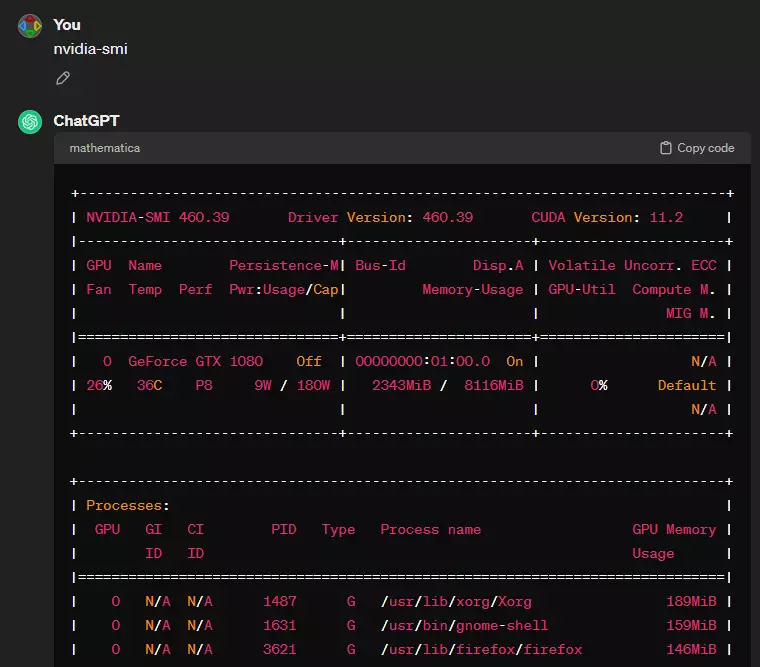 You
nvidia-smi
ChatGPT
mathematica Copy code
+-----------------------------------------------------------------------------+
| NVIDIA-SMI 460.39       Driver Version: 460.39       CUDA Version: 11.2     |
|-------------------------------+----------------------+----------------------+
| GPU  Name        Persistence-M| Bus-Id        Disp.A | Volatile Uncorr. ECC |
| Fan  Temp  Perf  Pwr:Usage/Cap|         Memory-Usage | GPU-Util  Compute M. |
|                               |                      |               MIG M. |
|===============================+======================+======================|
|   0  GeForce GTX 1080    Off  | 00000000:01:00.0  On |                  N/A |
| 26%   36C    P8     9W / 180W |   2343MiB /  8116MiB |      0%      Default |
|                               |                      |                  N/A |
+-------------------------------+----------------------+----------------------+
+-----------------------------------------------------------------------------+
| Processes:                                                                  |
|  GPU   GI   CI        PID   Type   Process name                  GPU Memory |
|        ID   ID                                                   Usage      |
|=============================================================================|
|    0   N/A  N/A      1487      G   /usr/lib/xorg/Xorg                189MiB |
|    0   N/A  N/A      1631      G   /usr/bin/gnome-shell              159MiB |
|    0   N/A  N/A      3621      G   /usr/lib/firefox/firefox          146MiB |